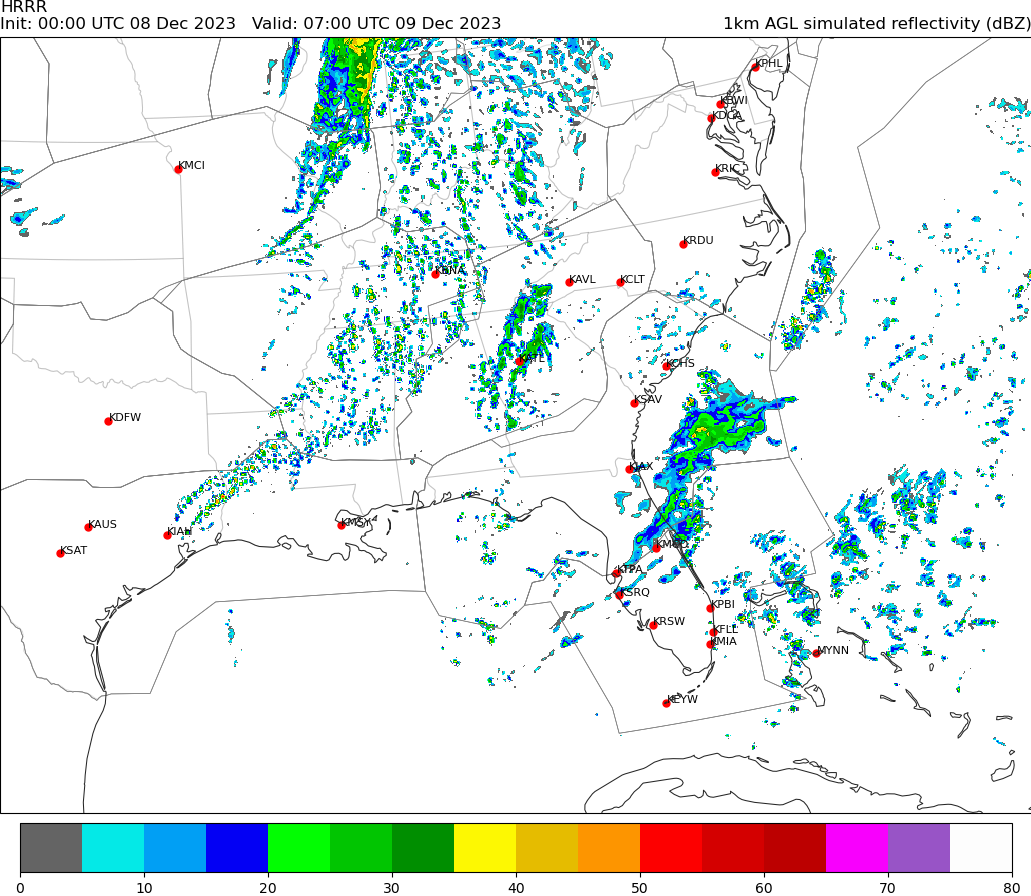 HRRR
Init: 00:00 UTC 08 Dec 2023 Valid: 07:00 UTC 09 Dec 2023 1km AGL simulated reflectivity (dBZ)
KPHL
KBWI
KDCA
KMCI
KRIC
KRDU
KBNA
KAVL KCLT
KATL
KCHS
KSAV
KDFW
KJAX
KAUS
KMSY
KIAH
KMCO
KSAT
KTPA
KSRQ
KPBI
KRSW
KFLL
KMIA
MYNN
KEYW
0 10 20 30 40 50 60 70 80